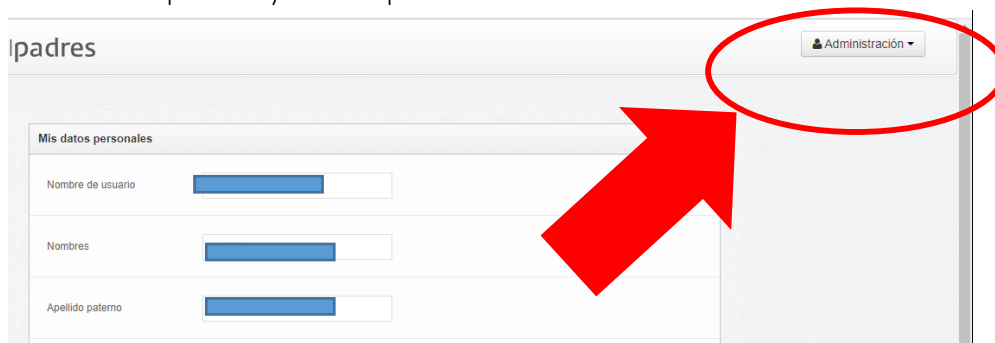 lpadres
Administración
Mis datos personales
Nombre de usuario
Nombres
Apellido paterno